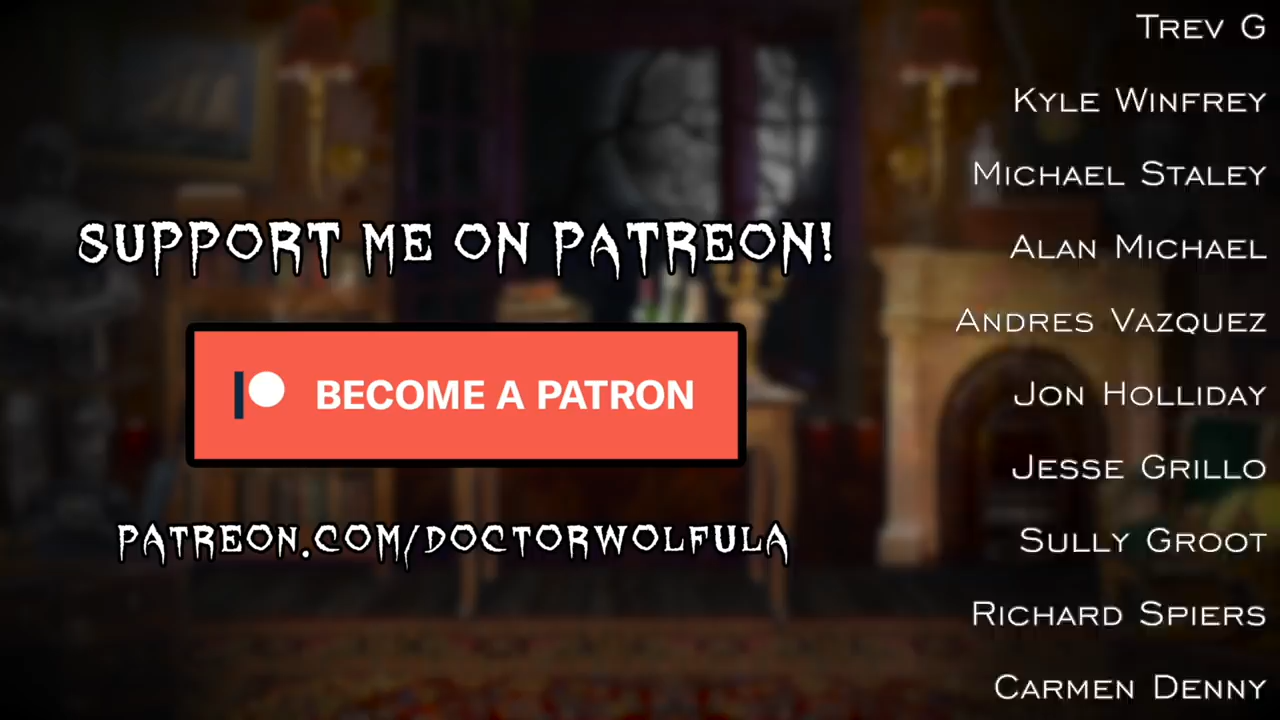 SUPPORT ME ON PATREON!
BECOME A PATRON
PATREON.COM/DOCTORWOLFULA
TREV G
KYLE WINFREY
MICHAEL STALEY
ALAN MICHAEL
ANDRES VAZQUEZ
JON HOLLIDAY
JESSE GRILLO
SULLY GROOT
RICHARD SPIERS
CARMEN DENNY